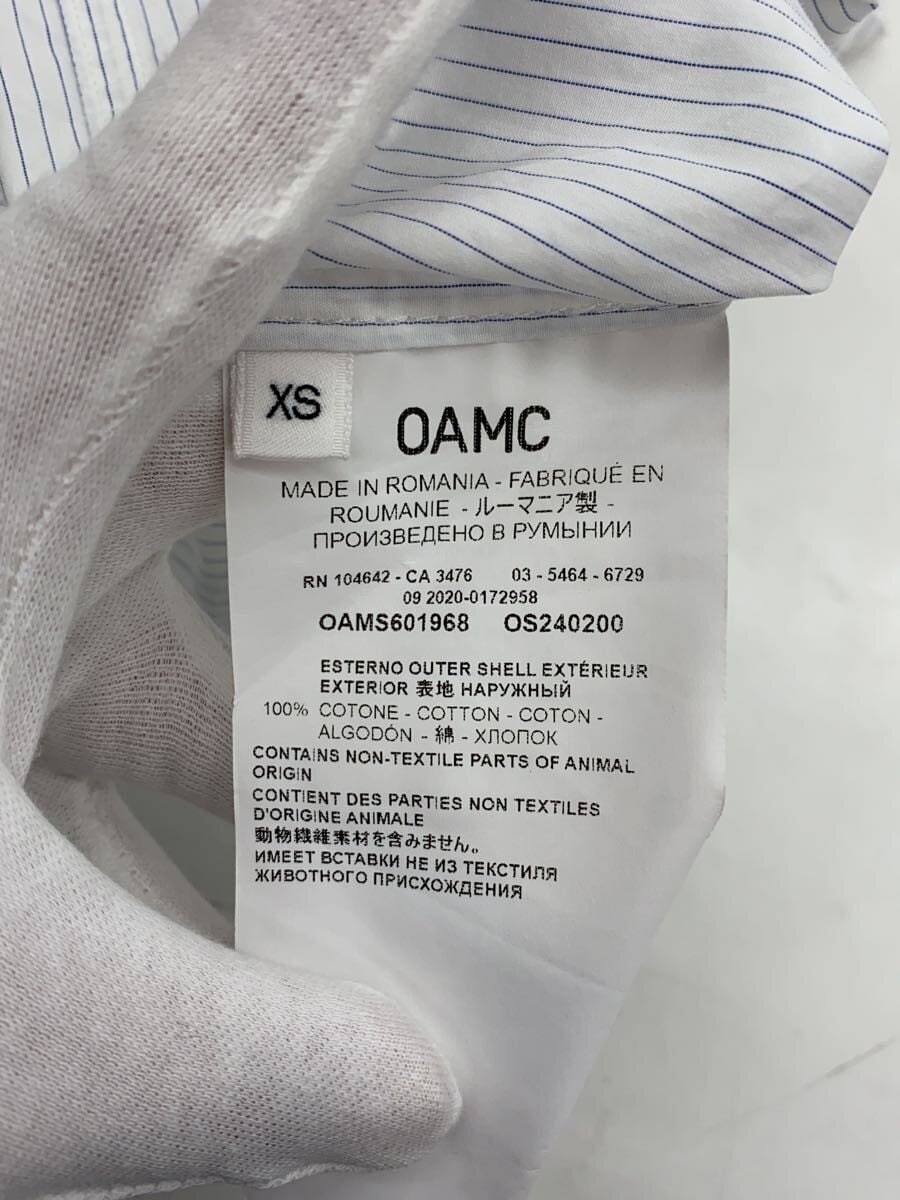 XS
OAMC
MADE IN ROMANIA - FABRIQUÉ EN
ROUMANIE - ルーマニア製 -
ПРОИЗВЕДЕНО В РУМЫНИИ
RN 104642 - CA 3476 03 - 5464 - 6729
09 2020-0172958
OAMS601968 OS240200
ESTERNO OUTER SHELL EXTÉRIEUR
EXTERIOR 表地 НАРУЖНЫЙ
100% COTONE - COTTON - COTON -
ALGODÓN - 綿 - ХЛОПОК
CONTAINS NON-TEXTILE PARTS OF ANIMAL
ORIGIN
CONTIENT DES PARTIES NON TEXTILES
D'ORIGINE ANIMALE
動物繊維素材を含みません。
ИМЕЕТ ВСТАВКИ НЕ ИЗ ТЕКСТИЛЯ
ЖИВОТНОГО ПРИСХОЖДЕНИЯ